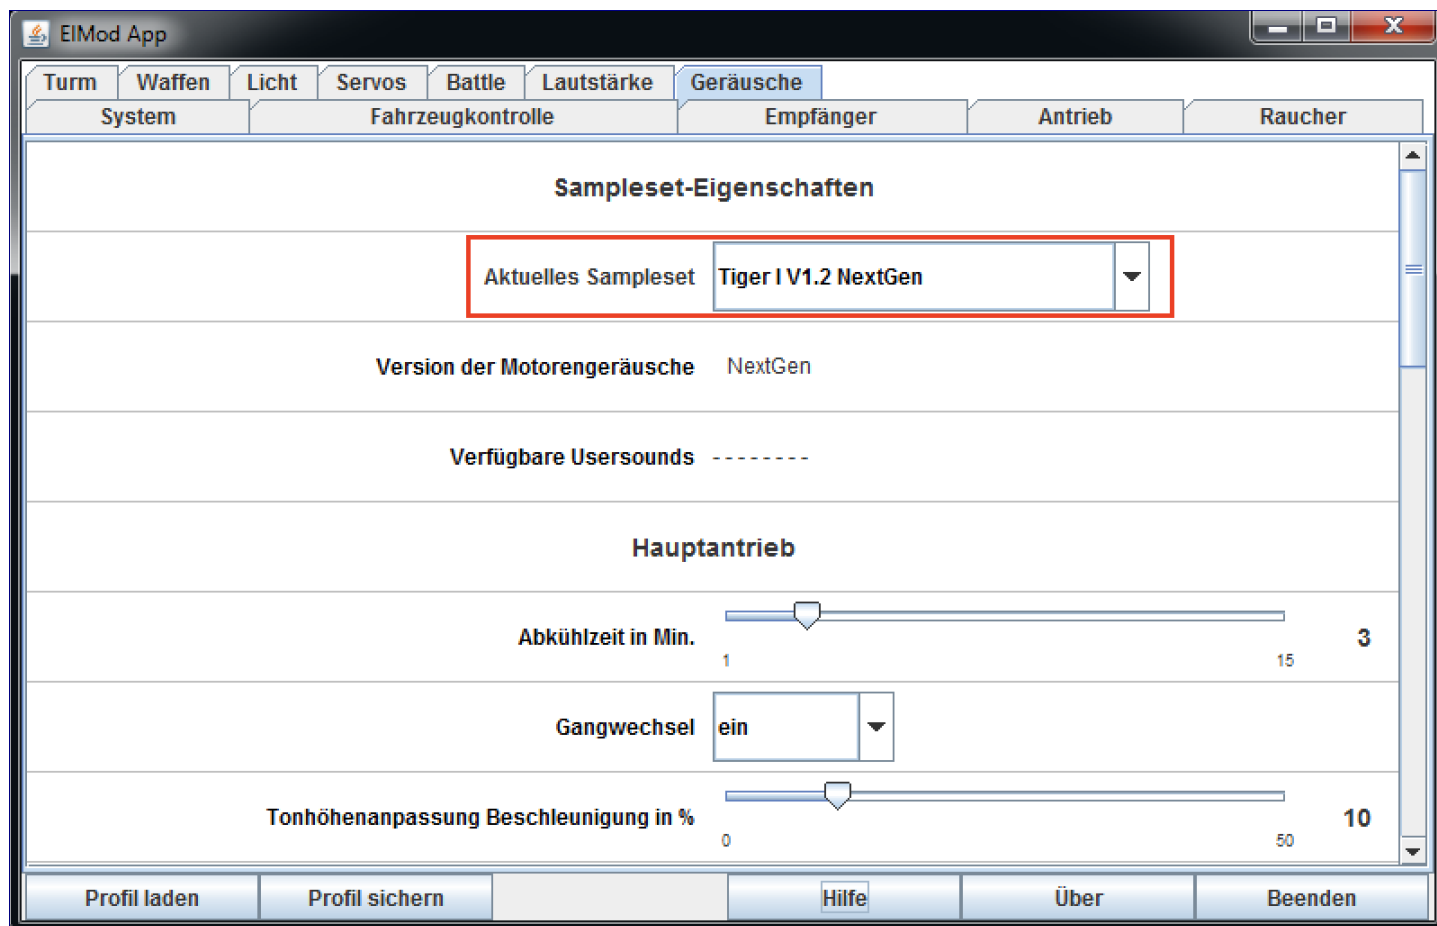 ElMod App
Turm Waffen Licht Servos Battle Lautstärke Geräusche
System Fahrzeugkontrolle Empfänger Antrieb Raucher
Sampleset-Eigenschaften
Aktuelles Sampleset Tiger I V1.2 NextGen
Version der Motorengeräusche NextGen
Verfügbare Usersounds --------
Hauptantrieb
Abkühlzeit in Min. 3
1 15
Gangwechsel ein
Tonhöhenanpassung Beschleunigung in % 10
0 50
Profil laden Profil sichern Hilfe Über Beenden